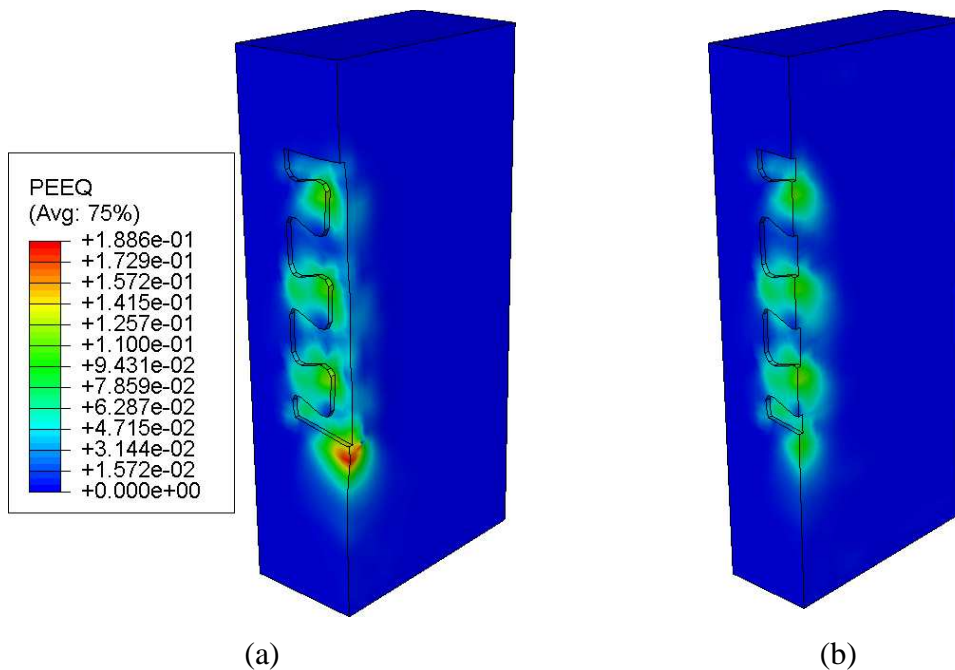 PEEQ
(Avg: 75%)
+1.886e-01
+1.729e-01
+1.572e-01
+1.415e-01
+1.257e-01
+1.100e-01
+9.431e-02
+7.859e-02
+6.287e-02
+4.715e-02
+3.144e-02
+1.572e-02
+0.000e+00
(a) (b)